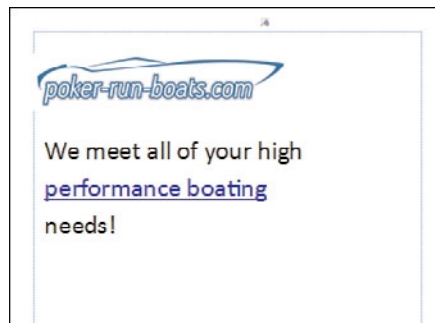 poker-run-boats.com
We meet all of your high
performance boating
needs!